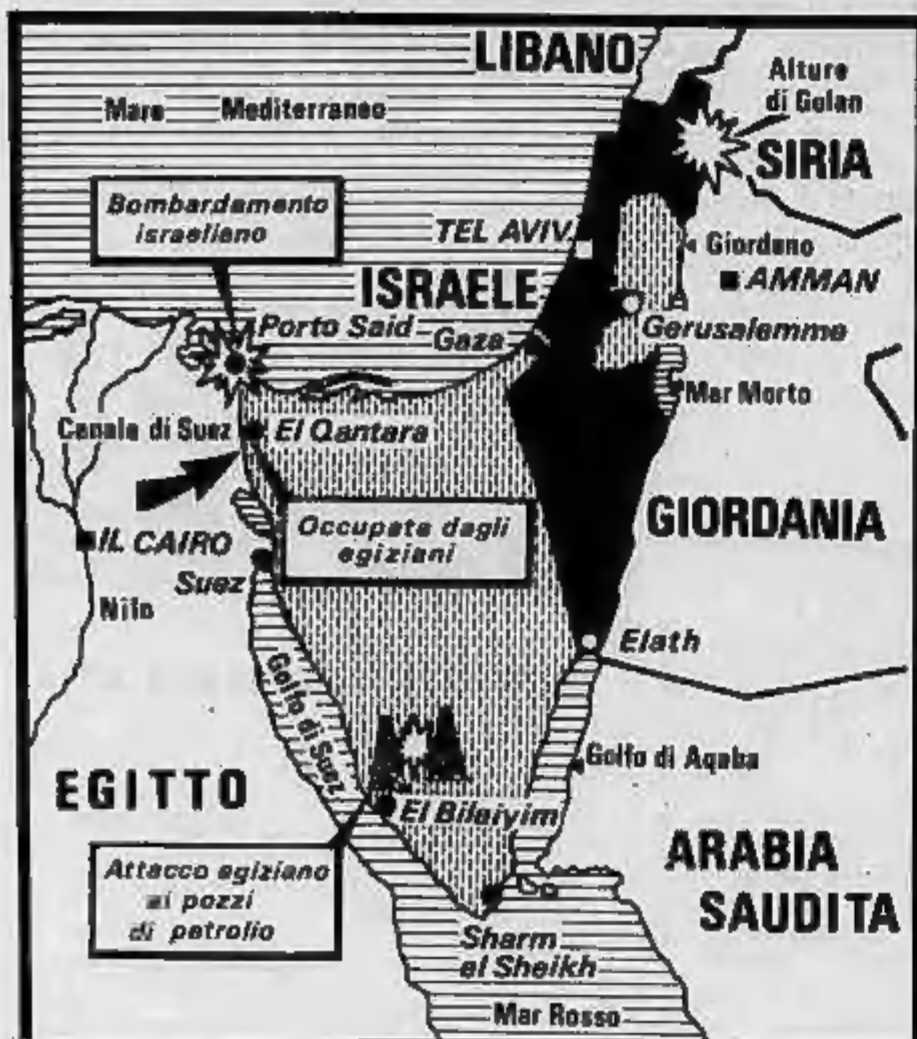 LIBANO
Alture
di Golan
Mare Mediterraneo
SIRIA
Bombardamento
israeliano
TEL AVIV
Giordano
AMMAN
ISRAELE
Porto Said
Gaza
Gerusalemme
Mar Morto
Canale di Suez
El Qantara
GIORDANIA
Occupata dagli
egiziani
IL CAIRO
Suez
Nilo
Elath
Golfo di Suez
Golfo di Aqaba
EGITTO
El Bilaiyim
ARABIA
SAUDITA
Attacco egiziano
ai pozzi
di petrolio
Sharm
el Sheikh
Mar Rosso